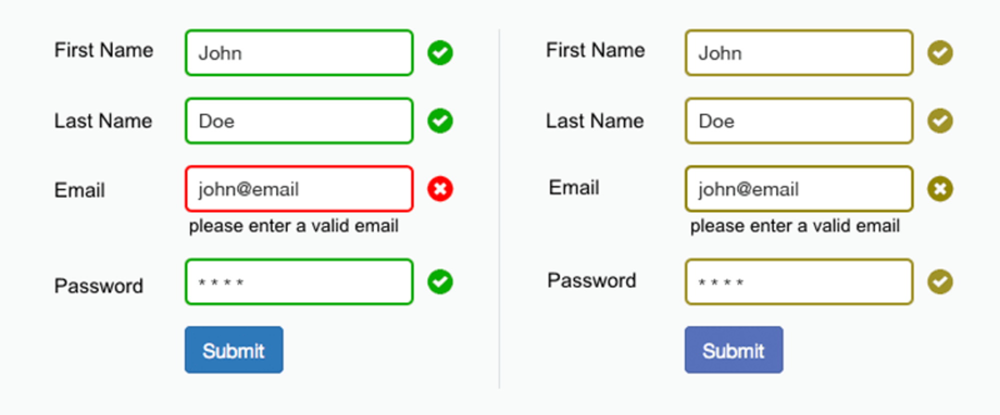 First Name
John
Last Name
Doe
Email
john@email
please enter a valid email
Password
* * * *
Submit
First Name
John
Last Name
Doe
Email
john@email
please enter a valid email
Password
* * * *
Submit